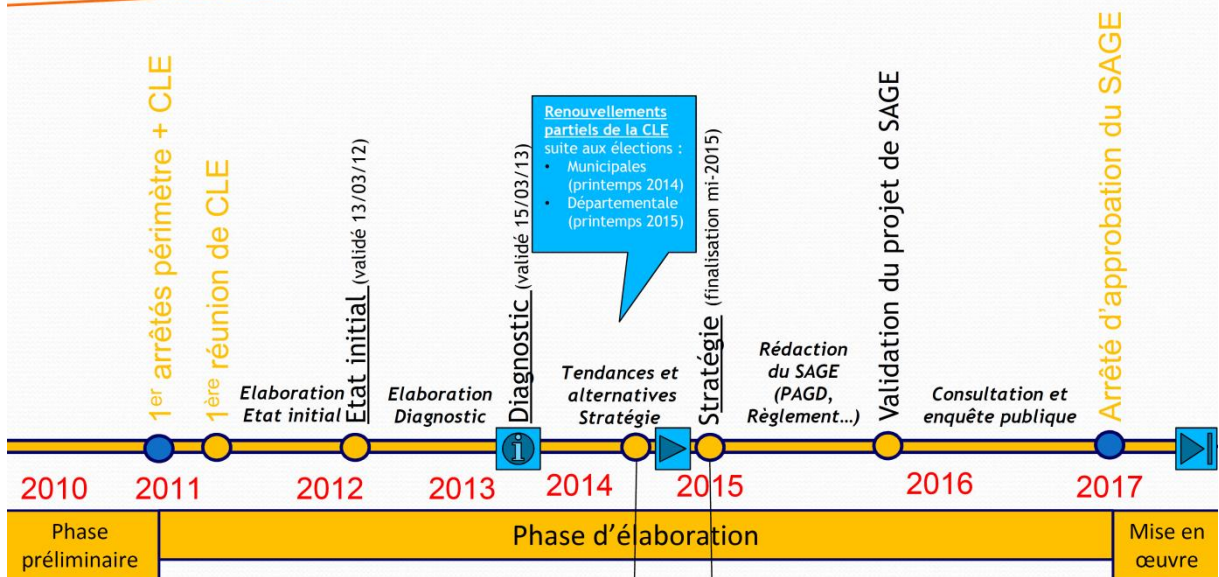 1er arrêtés périmètre + CLE
1ère réunion de CLE
Elaboration
Etat initial
Etat initial (validé 13/03/12)
Elaboration
Diagnostic
Diagnostic (validé 15/03/13)
Renouvellements
partiels de la CLE
suite aux élections :
• Municipales
(printemps 2014)
• Départementale
(printemps 2015)
Tendances et
alternatives
Stratégie
Stratégie (finalisation mi-2015)
Rédaction
du SAGE
(PAGD,
Règlement…)
Validation du projet de SAGE
Consultation et
enquête publique
Arrêté d'approbation du SAGE
2010
2011
2012
2013
2014
2015
2016
2017
Phase
préliminaire
Phase d'élaboration
Mise en
œuvre